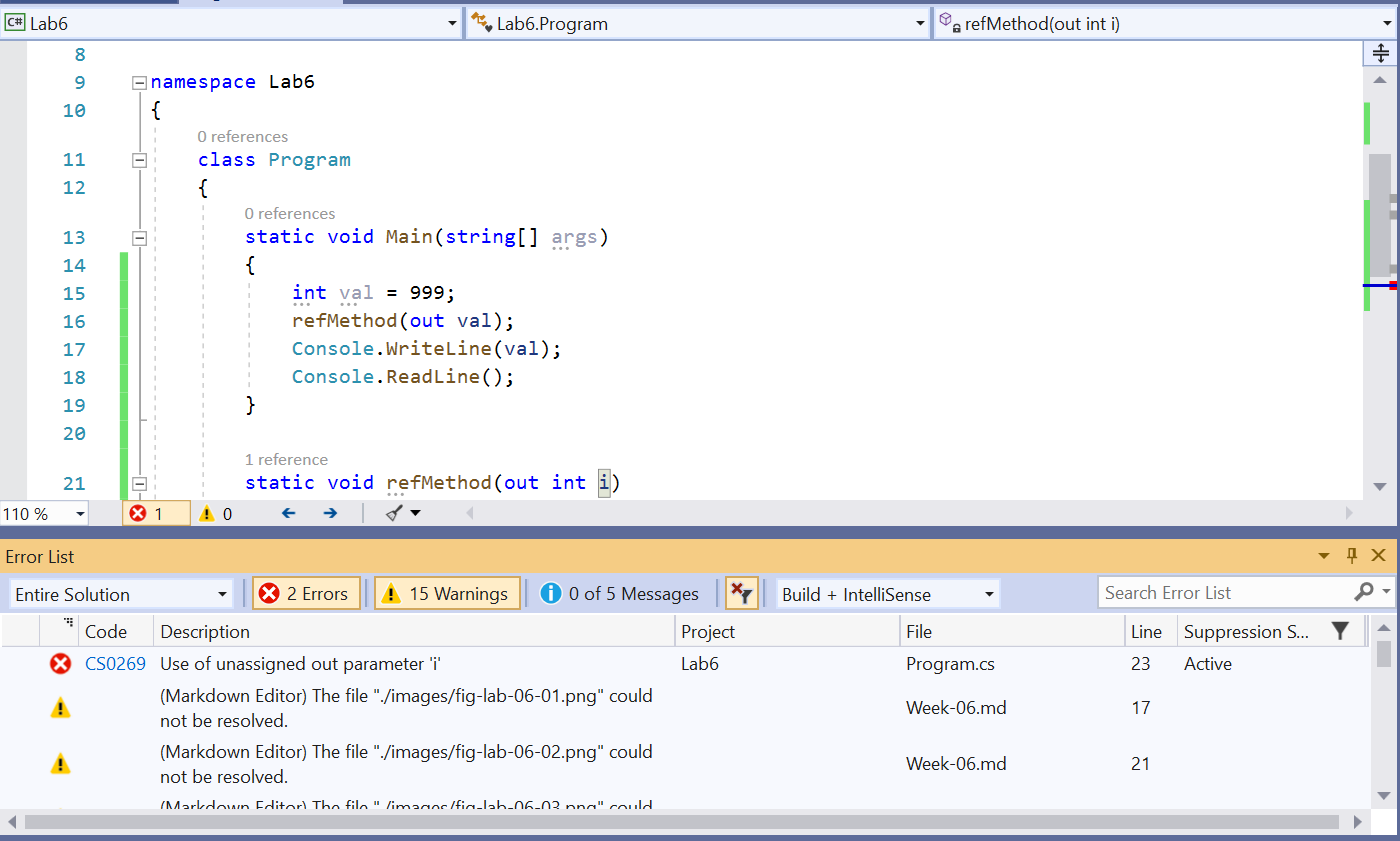 C# Lab6 Lab6.Program refMethod(out int i)
8
9 namespace Lab6
10 {
0 references
11 class Program
12 {
0 references
13 static void Main(string[] args)
14 {
15 int val = 999;
16 refMethod(out val);
17 Console.WriteLine(val);
18 Console.ReadLine();
19 }
20
1 reference
21 static void refMethod(out int i)
110 % 1 0
Error List
Entire Solution 2 Errors 15 Warnings 0 of 5 Messages Build + IntelliSense Search Error List
Code Description Project File Line Suppression S...
CS0269 Use of unassigned out parameter 'i' Lab6 Program.cs 23 Active
(Markdown Editor) The file "./images/fig-lab-06-01.png" could
not be resolved.
Week-06.md 17
(Markdown Editor) The file "./images/fig-lab-06-02.png" could
not be resolved.
Week-06.md 21
(Markdown Editor) The file "./images/fig-lab-06-03.png" could